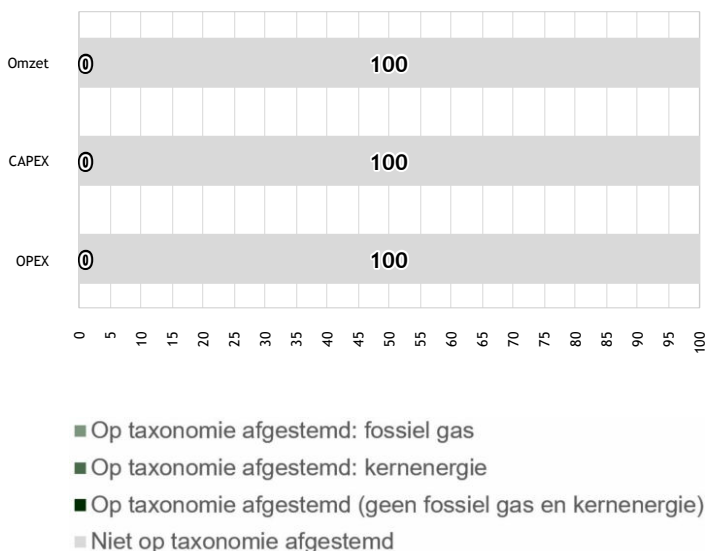 Omzet 0 100
CAPEX 0 100
OPEX 0 100
0 5 10 15 20 25 30 35 40 45 50 55 60 65 70 75 80 85 90 95 100
Op taxonomie afgestemd: fossiel gas
Op taxonomie afgestemd: kernenergie
Op taxonomie afgestemd (geen fossiel gas en kernenergie)
Niet op taxonomie afgestemd